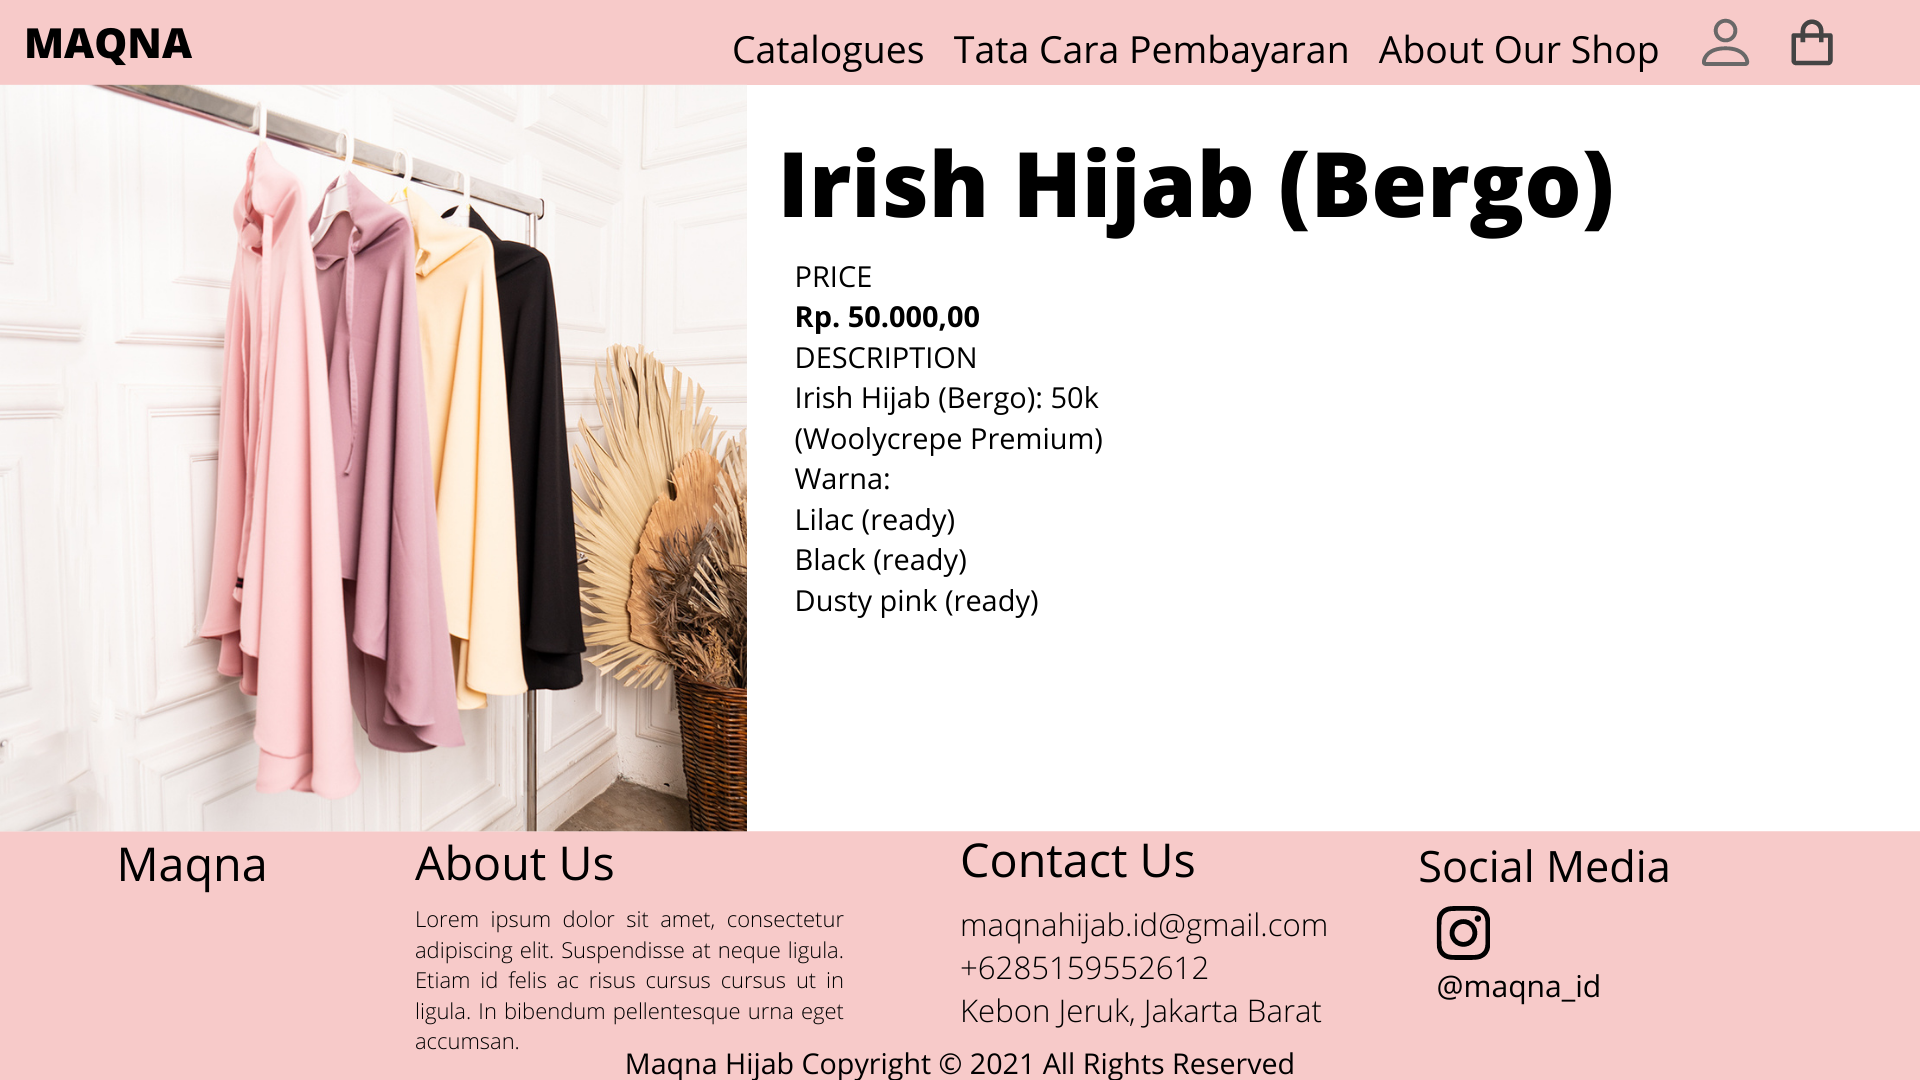 MAQNA
Catalogues Tata Cara Pembayaran About Our Shop
Irish Hijab (Bergo)
PRICE
Rp. 50.000,00
DESCRIPTION
Irish Hijab (Bergo): 50k
(Woolycrepe Premium)
Warna:
Lilac (ready)
Black (ready)
Dusty pink (ready)
Maqna
About Us
Lorem ipsum dolor sit amet, consectetur
adipiscing elit. Suspendisse at neque ligula.
Etiam id felis ac risus cursus cursus ut in
ligula. In bibendum pellentesque urna eget
accumsan.
Contact Us
maqnahijab.id@gmail.com
+6285159552612
Kebon Jeruk, Jakarta Barat
Social Media
@maqna_id
Maqna Hijab Copyright © 2021 All Rights Reserved